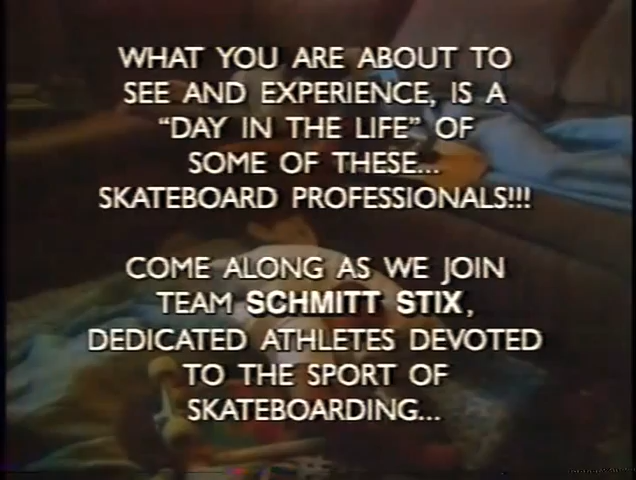 WHAT YOU ARE ABOUT TO
SEE AND EXPERIENCE, IS A
“DAY IN THE LIFE” OF
SOME OF THESE...
SKATEBOARD PROFESSIONALS!!!
COME ALONG AS WE JOIN
TEAM SCHMITT STIX,
DEDICATED ATHLETES DEVOTED
TO THE SPORT OF
SKATEBOARDING...